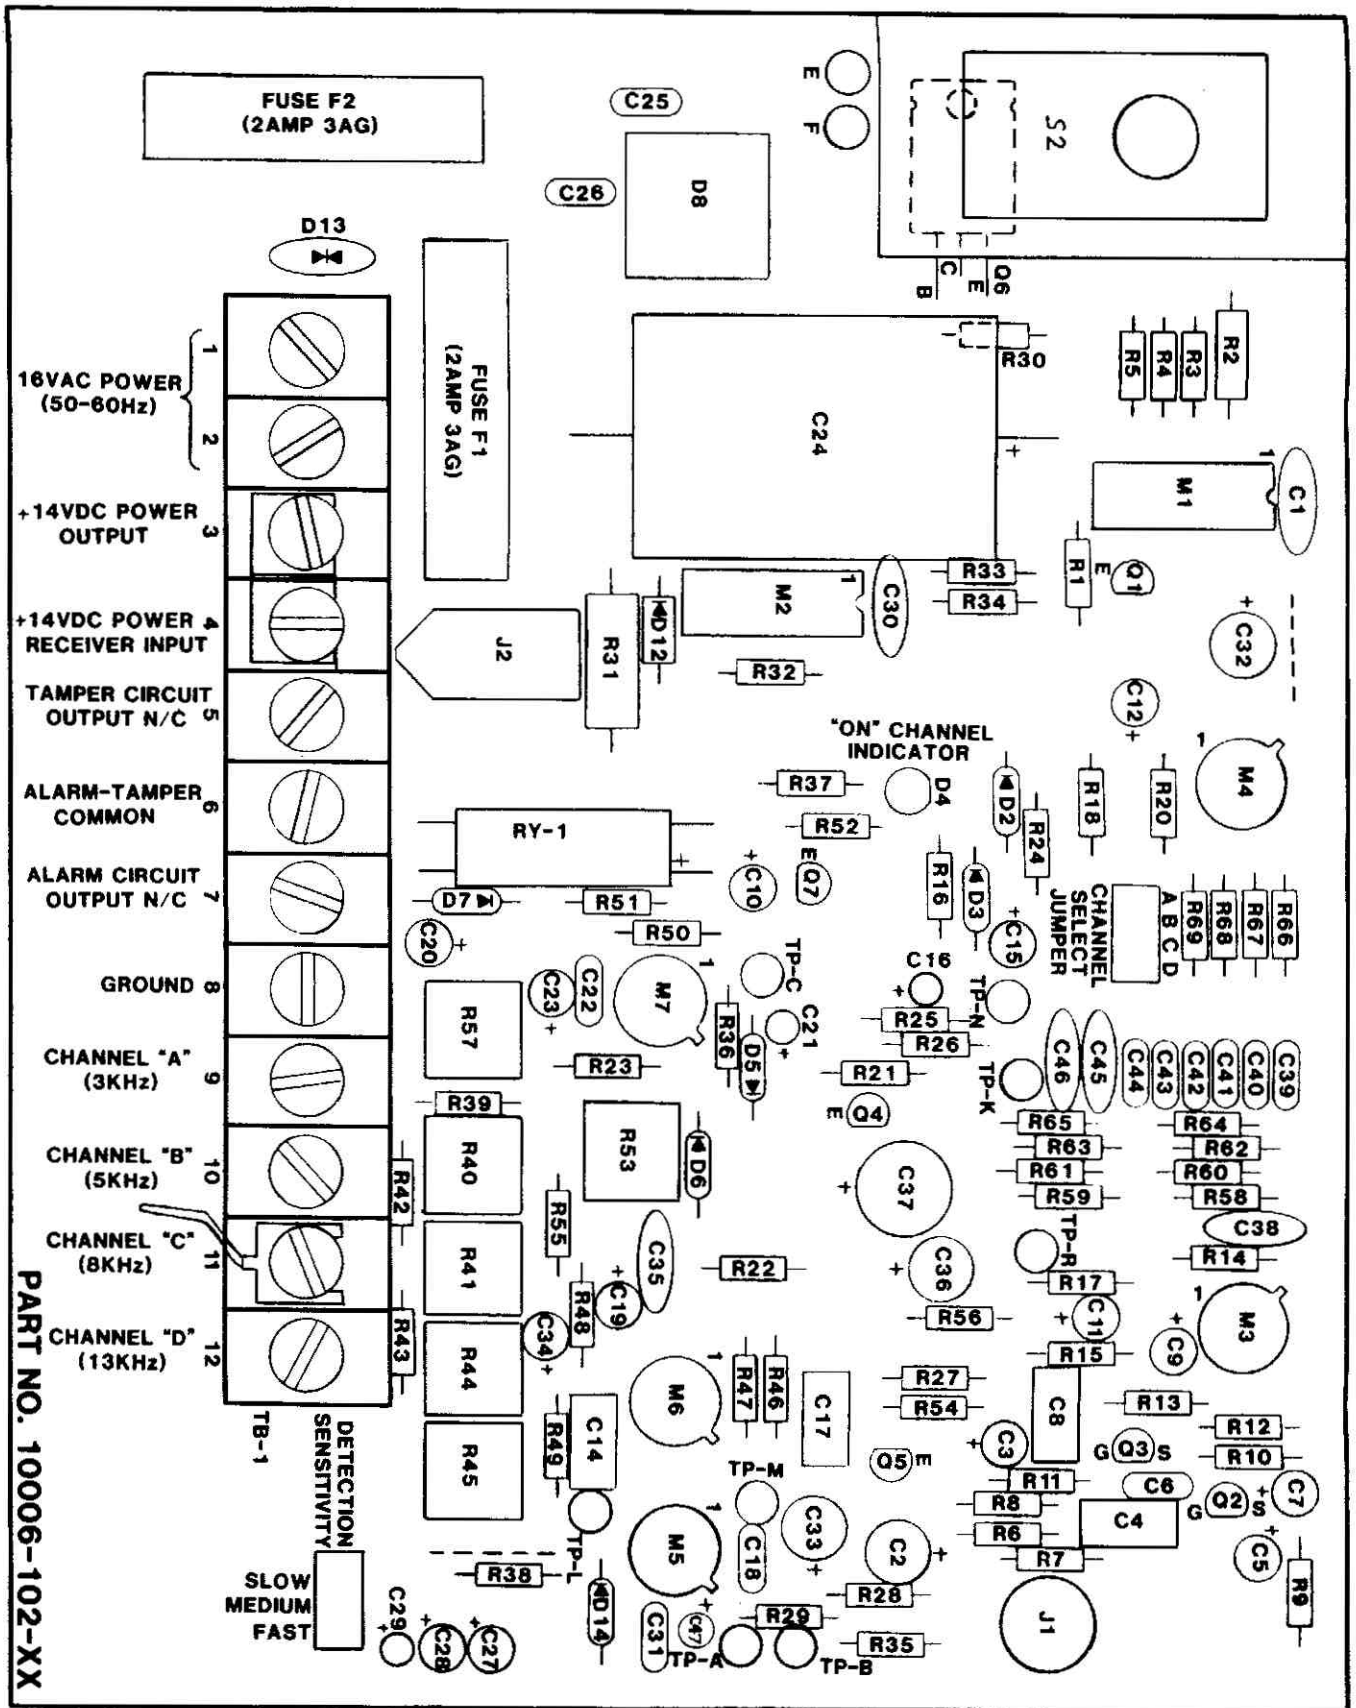 FUSE F2
(2AMP 3AG)
C25
C26
D8
E
F
S2
B
C
E
Q6
D13
FUSE F1
(2AMP 3AG)
C24
+
R30
R5
R4
R3
R2
1
M1
C1
R1
E
Q1
+
C32
C12
+
R33
R34
C30
1
M2
D12
R31
R32
J2
1
16VAC POWER
(50-60Hz)
2
+14VDC POWER
OUTPUT
3
+14VDC POWER
RECEIVER INPUT
4
TAMPER CIRCUIT
OUTPUT N/C
5
ALARM-TAMPER
COMMON
6
ALARM CIRCUIT
OUTPUT N/C
7
GROUND
8
CHANNEL "A"
(3KHz)
9
CHANNEL "B"
(5KHz)
10
CHANNEL "C"
(8KHz)
11
CHANNEL "D"
(13KHz)
12
TB-1
"ON" CHANNEL
INDICATOR
D4
R37
R52
E
Q7
+
C10
RY-1
+
D7
R51
R50
C20
+
1
M4
D2
R24
R18
R20
R16
D3
+
C15
CHANNEL
SELECT
JUMPER
A B C D
R69
R68
R67
R66
C16
+
TP-N
R25
R26
TP-C
C21
+
1
M7
C22
C23
+
R57
R36
D5
R23
R39
R21
E
Q4
TP-K
C46
C45
C44
C43
C42
C41
C40
C39
R65
R63
R61
R59
R64
R62
R60
R58
C38
R14
R40
R42
R53
D6
R55
C35
R41
R43
R48
C19
+
C34
+
R22
C37
+
C36
+
R56
TP-R
R17
C11
+
R15
C9
+
1
M3
R44
R45
R49
C14
1
M6
R47
R46
C17
R27
R54
C8
C3
+
R13
R12
R10
G
Q3
S
R11
R8
R6
R7
C6
C4
G
Q2
S
+
C7
C5
+
R9
Q5
E
TP-M
C33
+
C2
+
1
M5
C18
TP-L
R38
D14
C31
C47
+
R28
R29
R35
TP-A
TP-B
J1
C29
+
C28
+
C27
+
DETECTION
SENSITIVITY
SLOW
MEDIUM
FAST
PART NO. 10006-102-XX